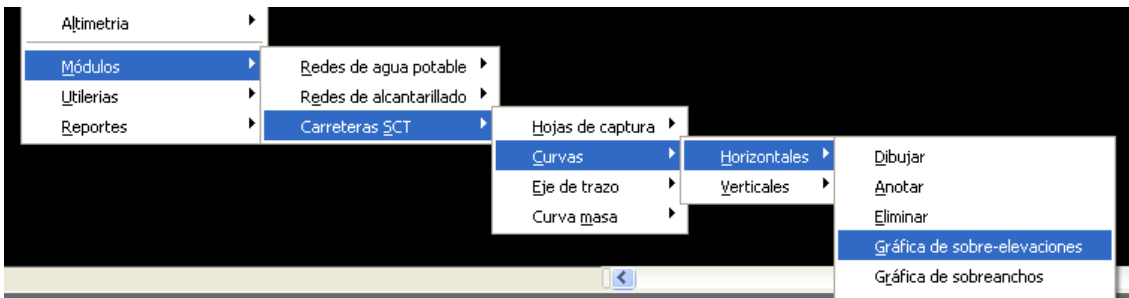 Altimetria
Módulos
Utilerias
Reportes
Redes de agua potable
Redes de alcantarillado
Carreteras SCT
Hojas de captura
Curvas
Eje de trazo
Curva masa
Horizontales
Verticales
Dibujar
Anotar
Eliminar
Gráfica de sobre-elevaciones
Gráfica de sobreanchos